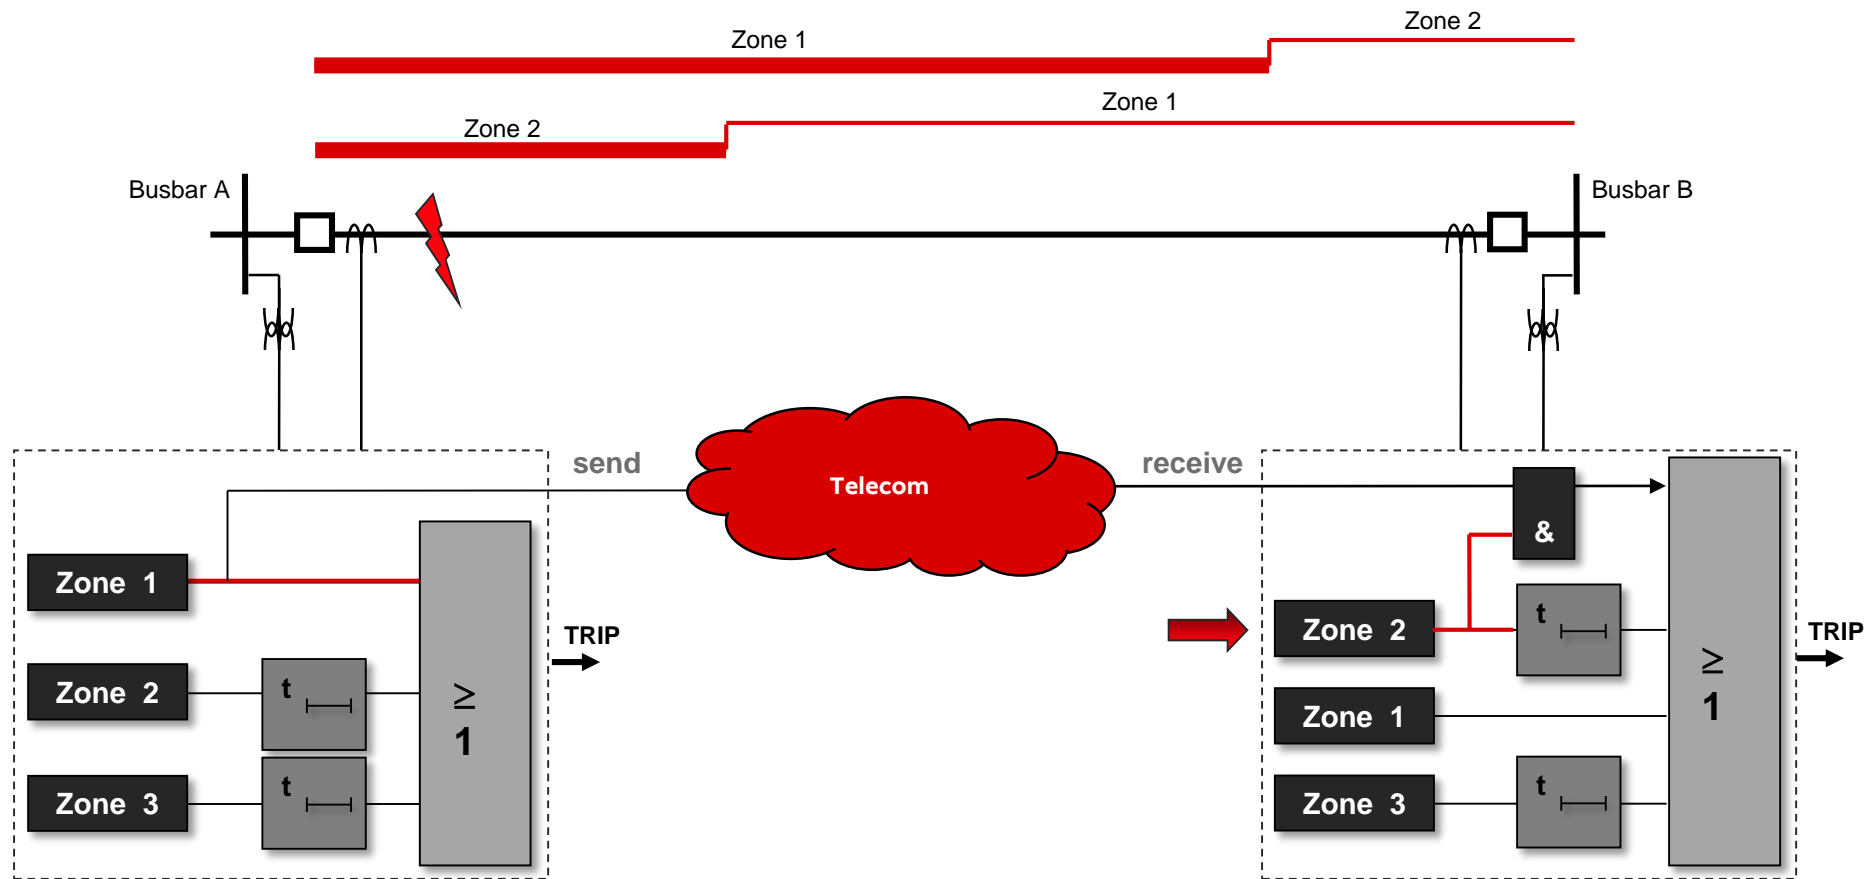 Zone 2
Zone 1
Zone 1
Zone 2
Busbar A
Busbar B
send
Telecom
receive
&
Zone 1
TRIP
Zone 2
t
≥
1
Zone 3
t
Zone 2
t
TRIP
≥
1
Zone 1
Zone 3
t